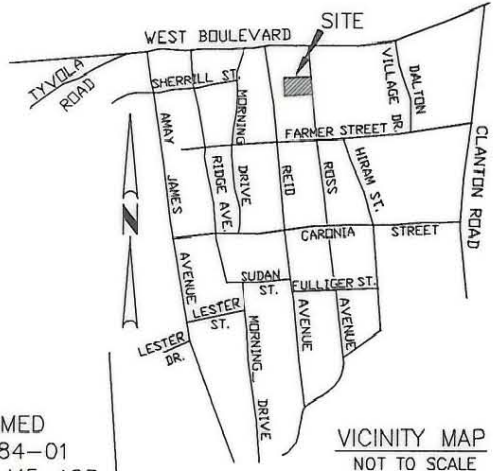 WEST BOULEVARD
SITE
TYVOLA
ROAD
SHERRILL ST.
MORNING
DRIVE
VILLAGE DR.
DALTON
FARMER STREET
AMAY
JAMES
AVENUE
RIDGE AVE.
REID
ROSS
HIRAM ST.
CLANTON ROAD
N
CARONIA STREET
SUDAN
ST.
FULLIGER ST.
LESTER
ST.
LESTER
DR.
MORNING
DRIVE
AVENUE
AVENUE
MED
84-01
VICINITY MAP
NOT TO SCALE